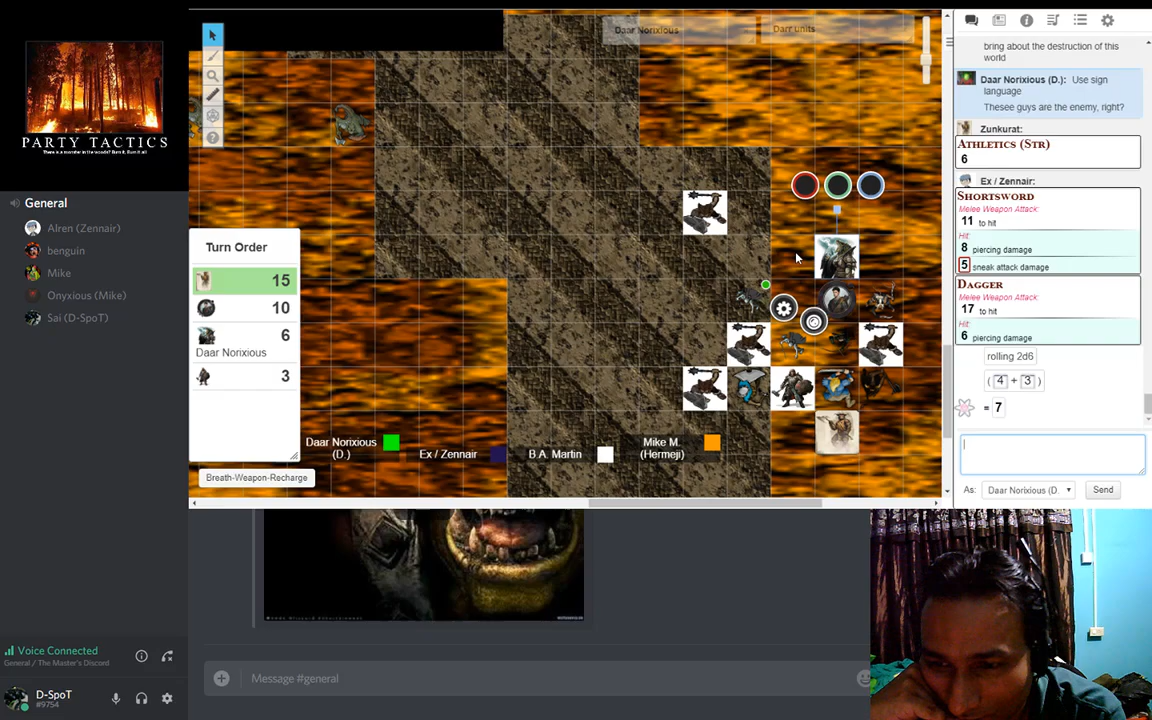 PARTY TACTICS
There is a monster in the woods? Burn it. Burn it all!
General
Alren (Zennair)
benguin
Mike
Onyxious (Mike)
Sai (D-SpoT)
Voice Connected
General / The Master's Discord
D-SpoT
#9754
Daar Norixious
Darr units
Turn Order
15
10
6
Daar Norixious
3
Breath-Weapon-Recharge
Daar Norixious
(D.)
Ex / Zennair
B.A. Martin
Mike M.
(Hermeji)
Message #general
bring about the destruction of this
world
Daar Norixious (D.): Use sign
language
Thesee guys are the enemy, right?
Zunkurat:
ATHLETICS (STR)
6
Ex / Zennair:
SHORTSWORD
Melee Weapon Attack:
11 to hit
Hit:
8 piercing damage
5 sneak attack damage
DAGGER
Melee Weapon Attack:
17 to hit
Hit:
6 piercing damage
rolling 2d6
( 4 + 3 )
= 7
As: Daar Norixious (D. Send